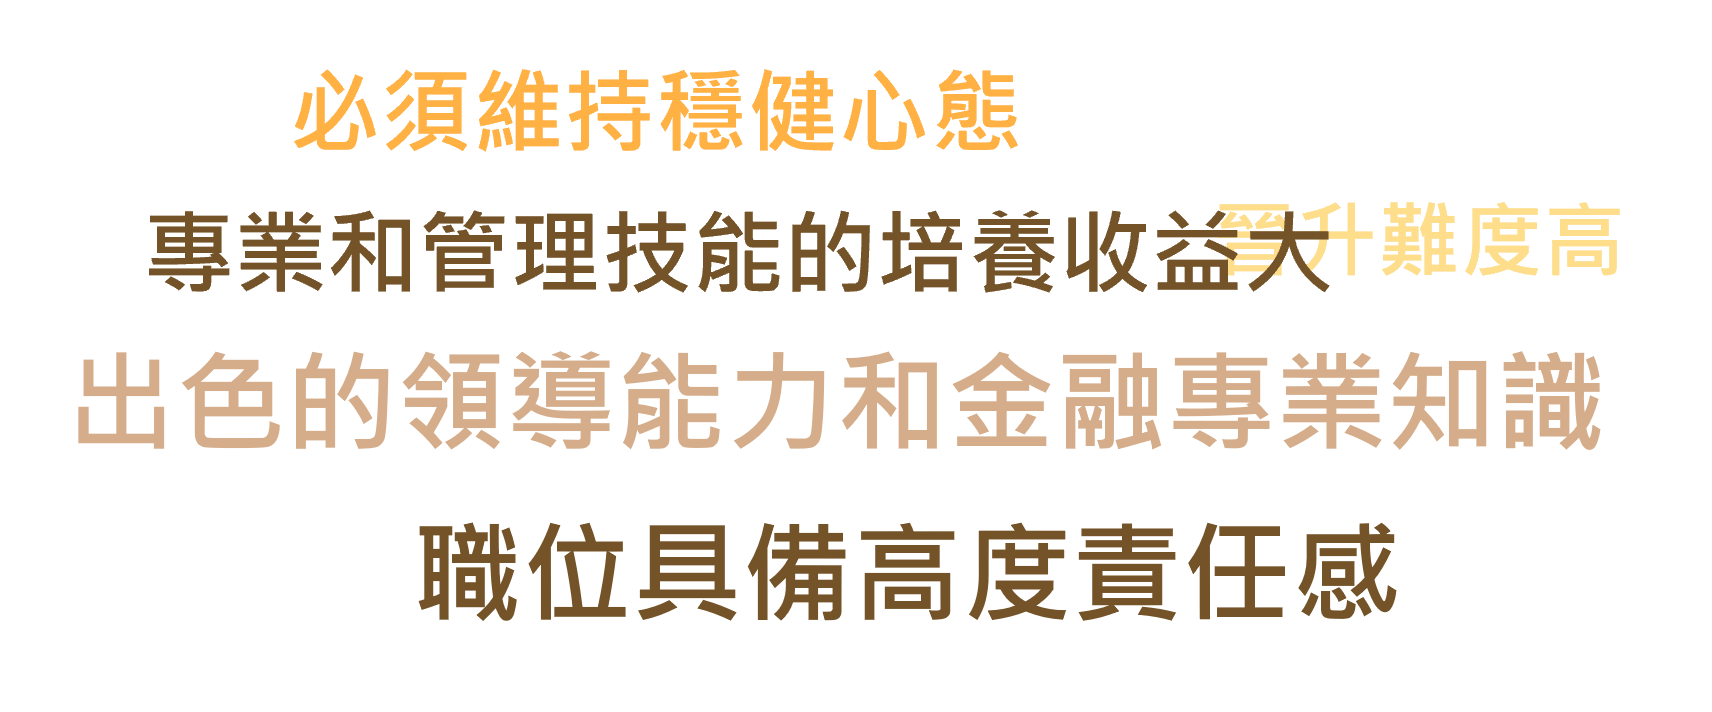 必須維持穩健心態
專業和管理技能的培養收益大
晉升難度高
出色的領導能力和金融專業知識
職位具備高度責任感